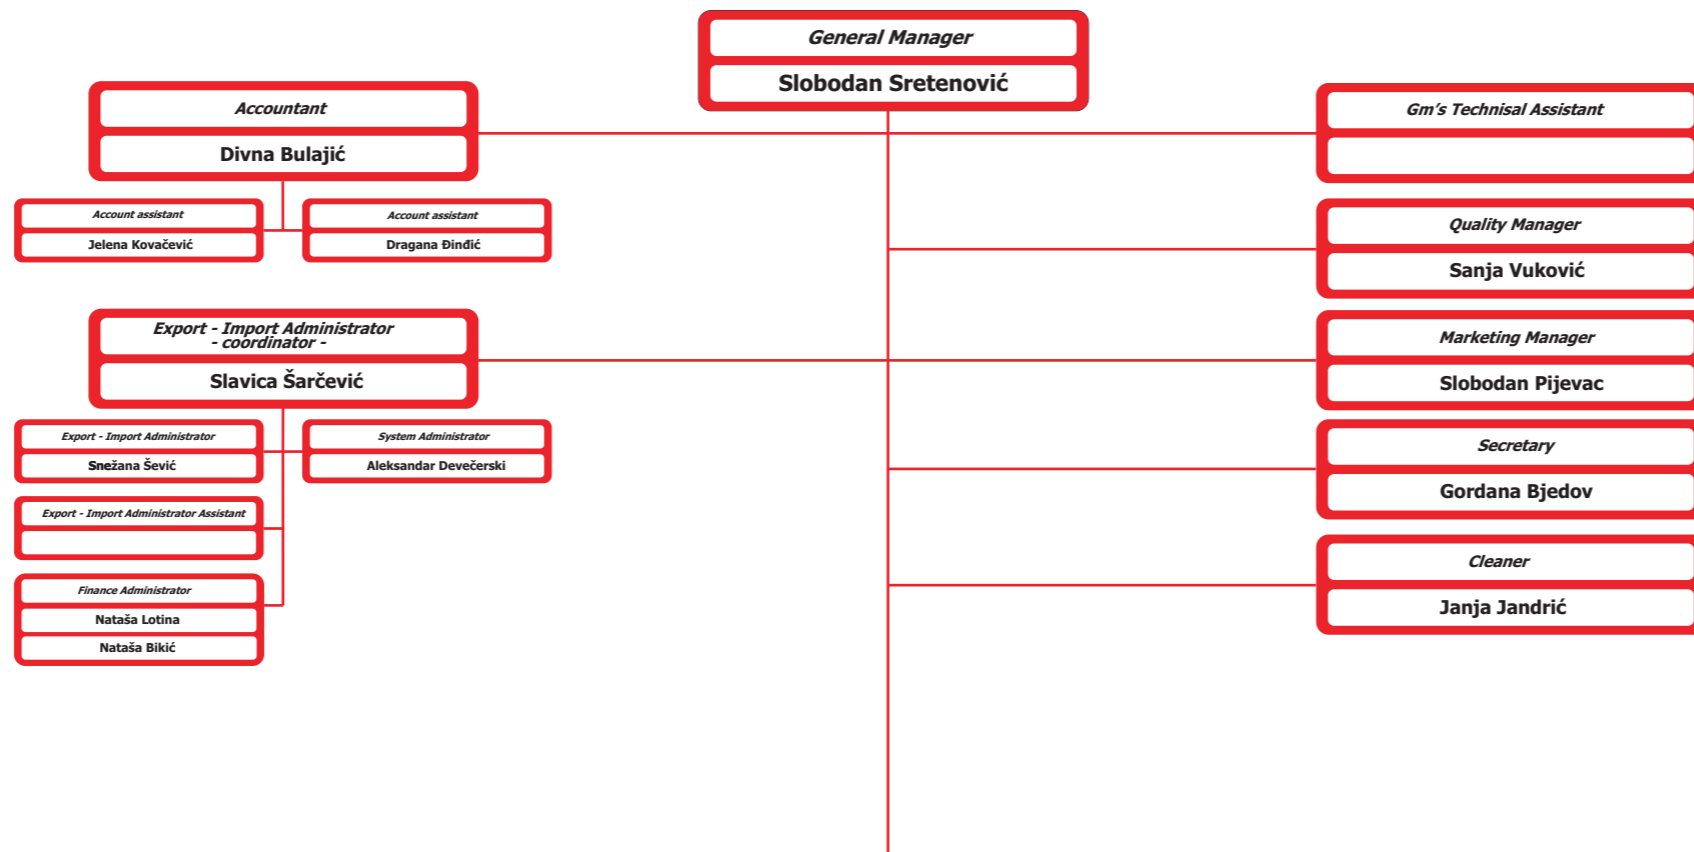 General Manager
Slobodan Sretenović
Accountant
Divna Bulajić
Account assistant
Jelena Kovačević
Account assistant
Dragana Đinđić
Export - Import Administrator
- coordinator -
Slavica Šarčević
Export - Import Administrator
Snežana Šević
System Administrator
Aleksandar Devečerski
Export - Import Administrator Assistant
Finance Administrator
Nataša Lotina
Nataša Bikić
Gm's Technisal Assistant
Quality Manager
Sanja Vuković
Marketing Manager
Slobodan Pijevac
Secretary
Gordana Bjedov
Cleaner
Janja Jandrić